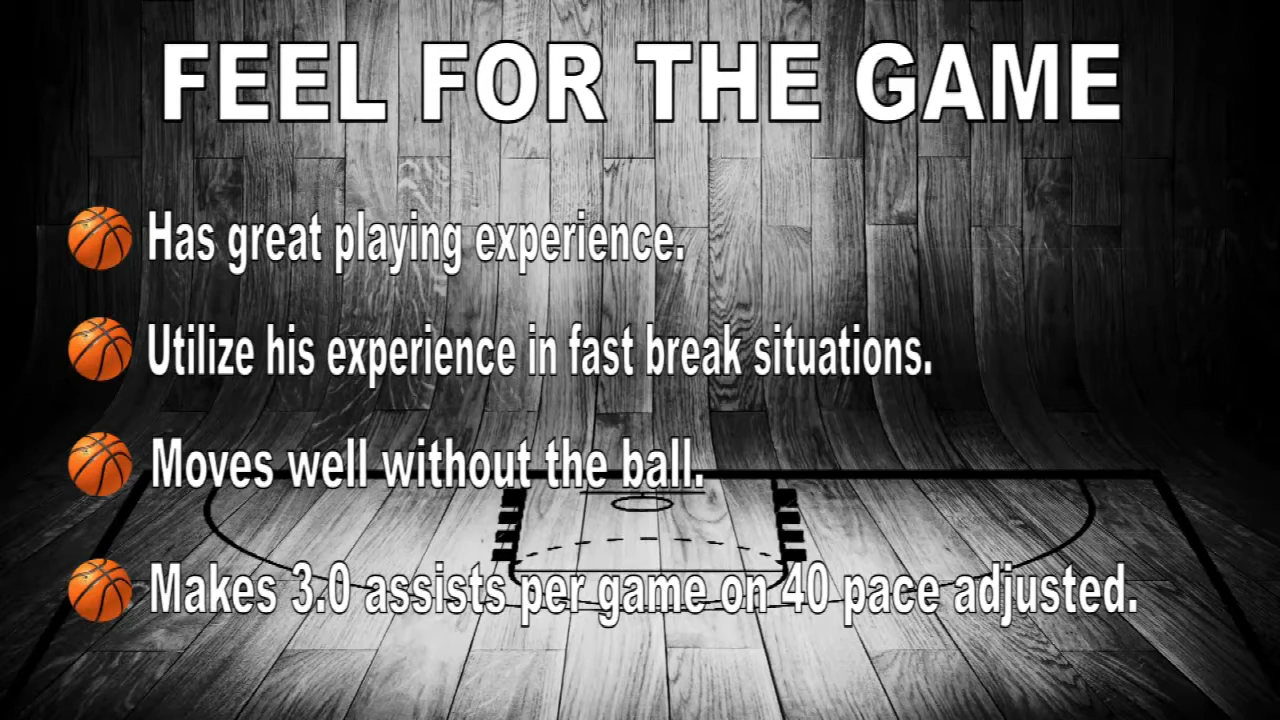 FEEL FOR THE GAME
Has great playing experience.
Utilize his experience in fast break situations.
Moves well without the ball.
Makes 3.0 assists per game on 40 pace adjusted.